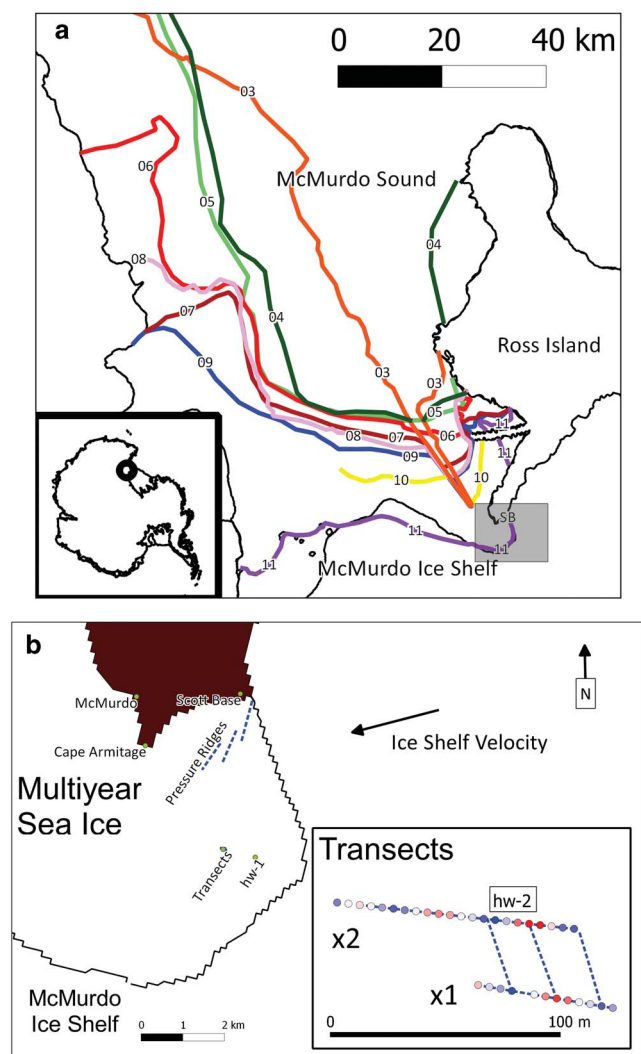 a
0 20 40 km
03
McMurdo Sound
06
05
04
08
04
07
Ross Island
03
03
09
05
11
06
07
08
09
11
10
10
SB
11
11
McMurdo Ice Shelf
b
McMurdo
Scott Base
N
Cape Armitage
Pressure Ridges
Ice Shelf Velocity
Multiyear
Sea Ice
Transects
hw-1
Transects
hw-2
x2
x1
McMurdo
Ice Shelf
0 1 2 km
0 100 m